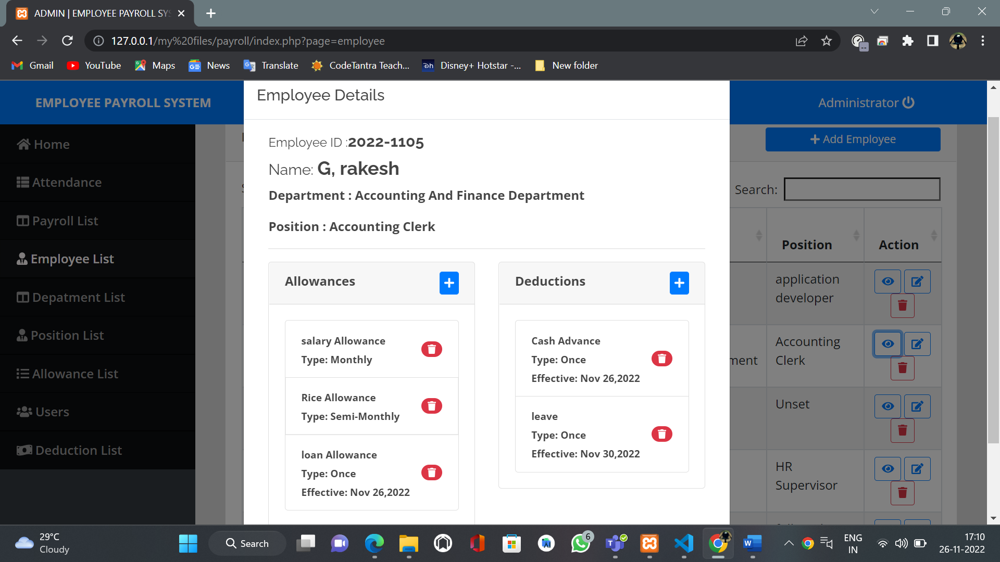 ADMIN | EMPLOYEE PAYROLL SYS
127.0.0.1/my%20files/payroll/index.php?page=employee
Gmail YouTube Maps News Translate CodeTantra Teach... Disney+ Hotstar -... New folder
EMPLOYEE PAYROLL SYSTEM
Administrator
Home
Attendance
Payroll List
Employee List
Depatment List
Position List
Allowance List
Users
Deduction List
Employee Details
Employee ID :2022-1105
Name: G, rakesh
Department : Accounting And Finance Department
Position : Accounting Clerk
Allowances
salary Allowance
Type: Monthly
Rice Allowance
Type: Semi-Monthly
loan Allowance
Type: Once
Effective: Nov 26,2022
Deductions
Cash Advance
Type: Once
Effective: Nov 26,2022
leave
Type: Once
Effective: Nov 30,2022
Add Employee
Search:
Position Action
application
developer
Accounting
Clerk
ment
Unset
HR
Supervisor
29°C
Cloudy
Search
6
ENG
IN
17:10
26-11-2022